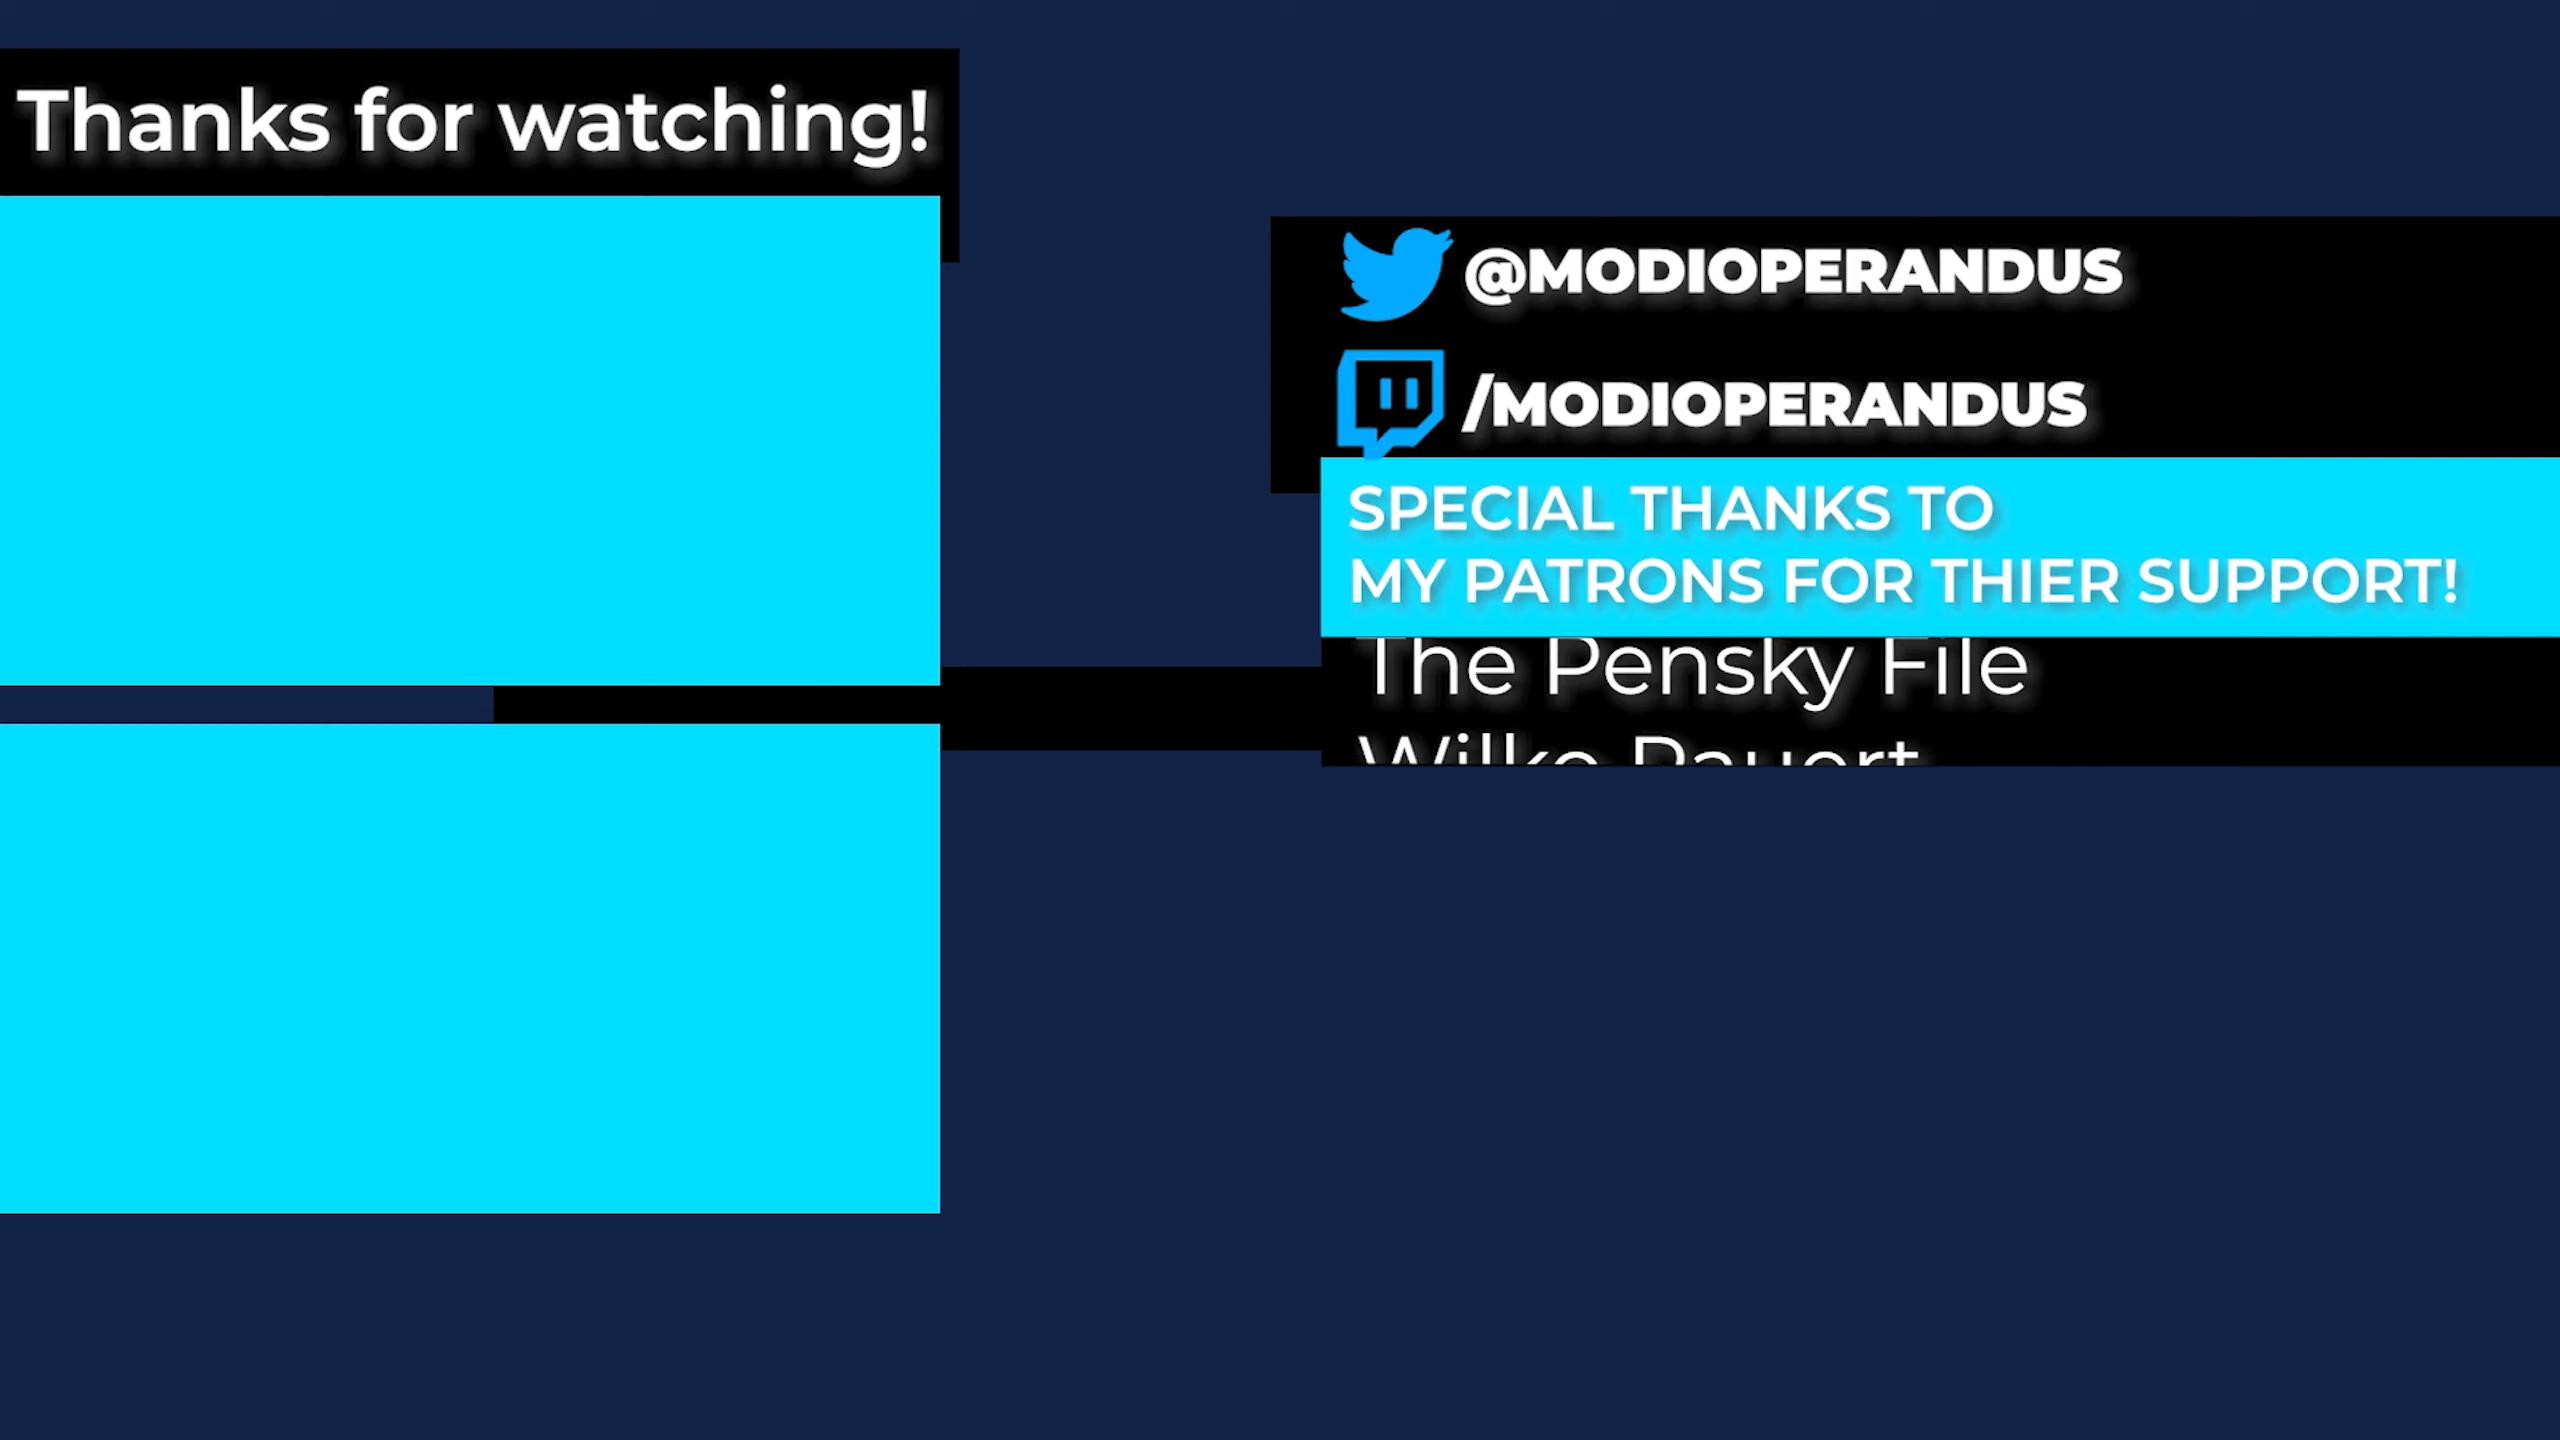 Thanks for watching!
@MODIOPERANDUS
/MODIOPERANDUS
SPECIAL THANKS TO
MY PATRONS FOR THIER SUPPORT!
The Pensky File